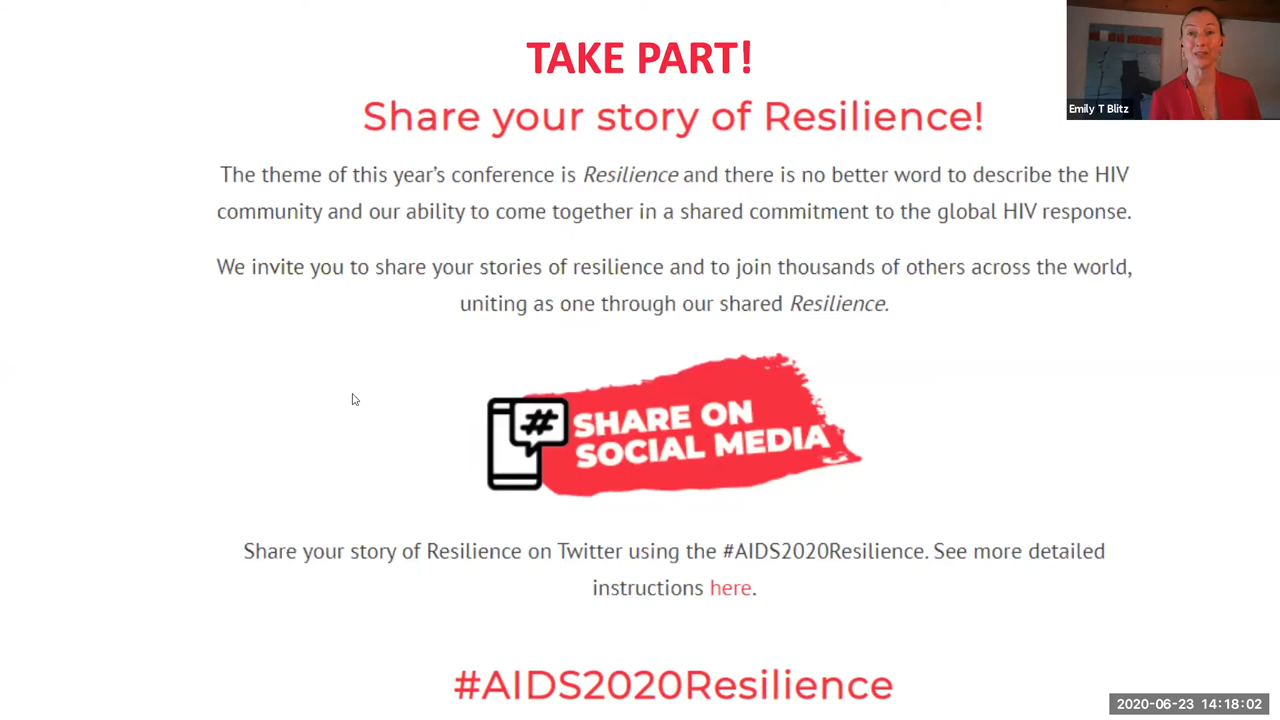 TAKE PART!
Share your story of Resilience!
Emily T Blitz
The theme of this year's conference is Resilience and there is no better word to describe the HIV
community and our ability to come together in a shared commitment to the global HIV response.
We invite you to share your stories of resilience and to join thousands of others across the world,
uniting as one through our shared Resilience.
#
SHARE ON
SOCIAL MEDIA
Share your story of Resilience on Twitter using the #AIDS2020Resilience. See more detailed
instructions here.
#AIDS2020Resilience
2020-06-23 14:18:02